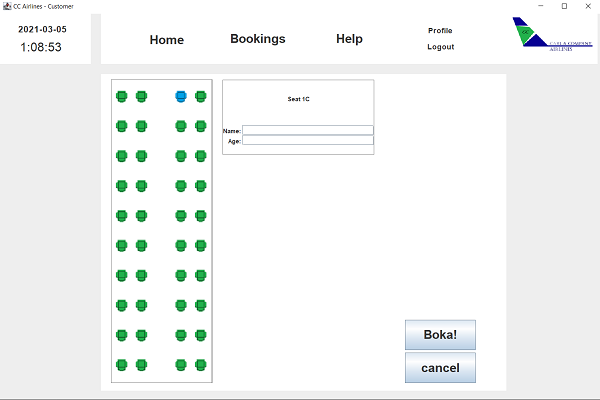 CC Airlines - Customer
2021-03-05
1:08:53
Home
Bookings
Help
Profile
Logout
CC
CARL'S COMPANY
AIRLINES
Seat 1C
Name:
Age:
Boka!
cancel